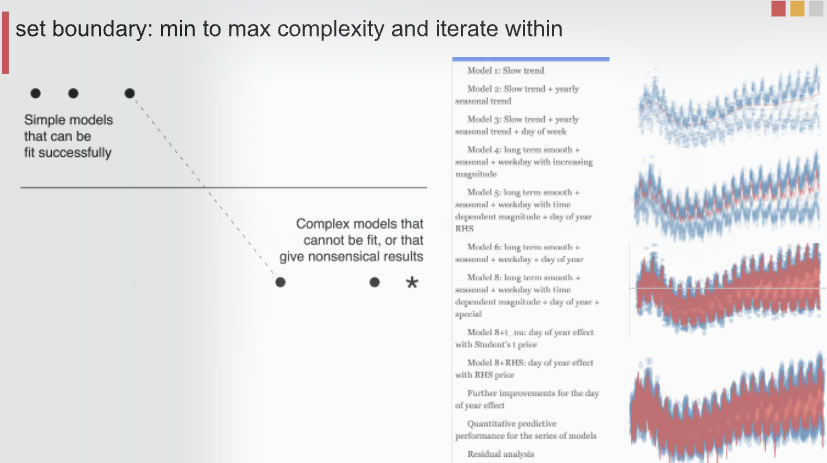 set boundary: min to max complexity and iterate within
Simple models
that can be
fit successfully
Complex models that
cannot be fit, or that
give nonsensical results
*
Model 1: Slow trend
Model 2: Slow trend + yearly
seasonal trend
Model 3: Slow trend + yearly
seasonal trend + day of week
Model 4: long term smooth +
seasonal + weekday with increasing
magnitude
Model 5: long term smooth +
seasonal + weekday with time
dependent magnitude + day of year
RHS
Model 6: long term smooth +
seasonal + weekday + day of year
Model 8: long term smooth +
seasonal + weekday with time
dependent magnitude + day of year +
special
Model 8+t_nu: day of year effect
with Student's t prior
Model 8+RHS: day of year effect
with RHS prior
Further improvements for the day
of year effect
Quantitative predictive
performance for the series of models
Residual analysis